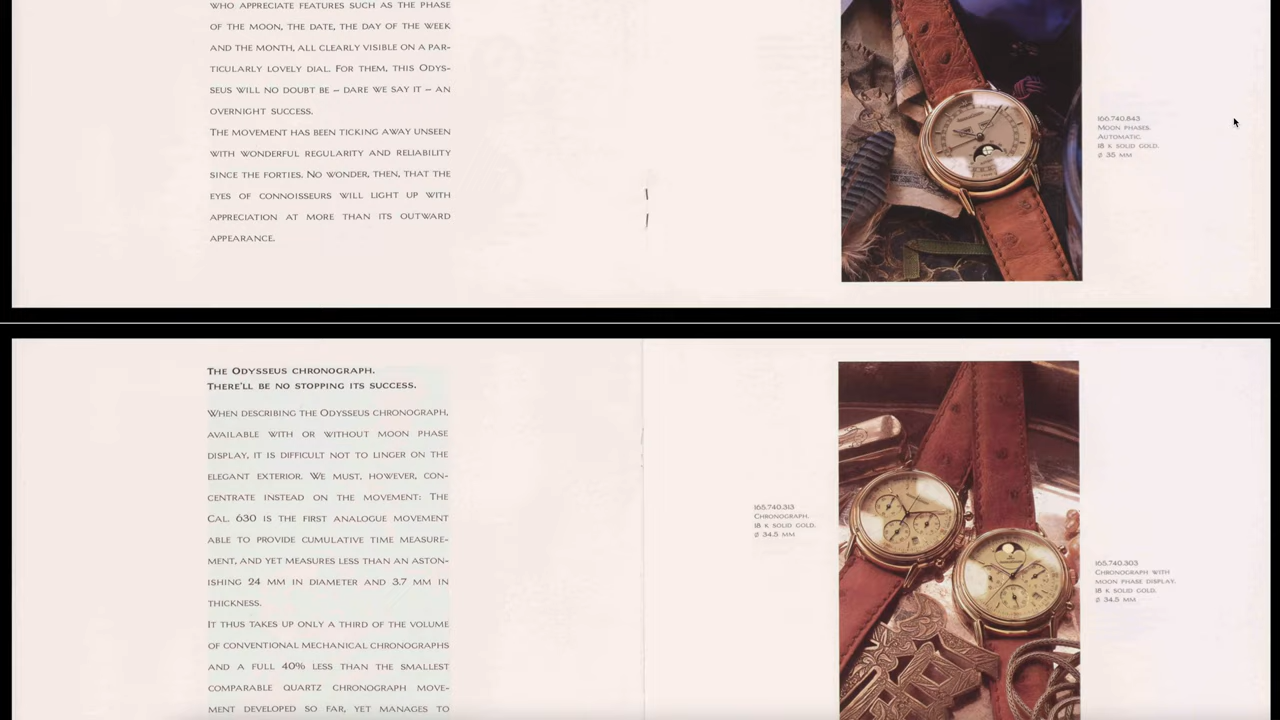 WHO APPRECIATE FEATURES SUCH AS THE PHASE
OF THE MOON, THE DATE, THE DAY OF THE WEEK
AND THE MONTH, ALL CLEARLY VISIBLE ON A PAR-
TICULARLY LOVELY DIAL. FOR THEM, THIS ODYS-
SEUS WILL NO DOUBT BE – DARE WE SAY IT – AN
OVERNIGHT SUCCESS.
THE MOVEMENT HAS BEEN TICKING AWAY UNSEEN
WITH WONDERFUL REGULARITY AND RELIABILITY
SINCE THE FORTIES. NO WONDER, THEN, THAT THE
EYES OF CONNOISSEURS WILL LIGHT UP WITH
APPRECIATION AT MORE THAN ITS OUTWARD
APPEARANCE.
166.740.843
MOON PHASES.
AUTOMATIC.
18 K SOLID GOLD.
Ø 35 MM
THE ODYSSEUS CHRONOGRAPH.
THERE'LL BE NO STOPPING ITS SUCCESS.
WHEN DESCRIBING THE ODYSSEUS CHRONOGRAPH,
AVAILABLE WITH OR WITHOUT MOON PHASE
DISPLAY, IT IS DIFFICULT NOT TO LINGER ON THE
ELEGANT EXTERIOR. WE MUST, HOWEVER, CON-
CENTRATE INSTEAD ON THE MOVEMENT: THE
CAL. 630 IS THE FIRST ANALOGUE MOVEMENT
ABLE TO PROVIDE CUMULATIVE TIME MEASURE-
MENT, AND YET MEASURES LESS THAN AN ASTON-
ISHING 24 MM IN DIAMETER AND 3.7 MM IN
THICKNESS.
IT THUS TAKES UP ONLY A THIRD OF THE VOLUME
OF CONVENTIONAL MECHANICAL CHRONOGRAPHS
AND A FULL 40% LESS THAN THE SMALLEST
COMPARABLE QUARTZ CHRONOGRAPH MOVE-
MENT DEVELOPED SO FAR, YET MANAGES TO
165.740.313
CHRONOGRAPH.
18 K SOLID GOLD.
Ø 34.5 MM
165.740.303
CHRONOGRAPH WITH
MOON PHASE DISPLAY.
18 K SOLID GOLD.
Ø 34.5 MM